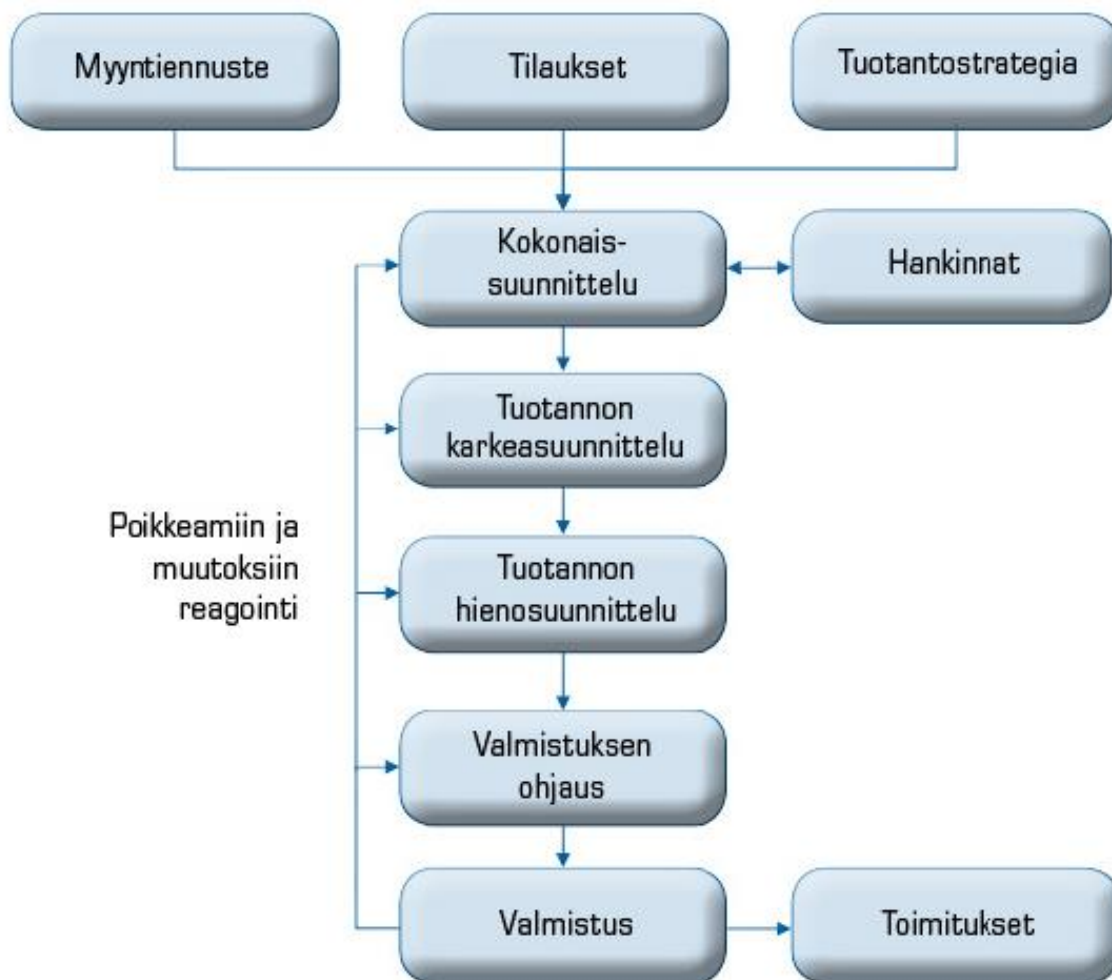 Myyntiennuste
Tilaukset
Tuotantostrategia
Kokonais-
suunnittelu
Hankinnat
Tuotannon
karkeasuunnittelu
Poikkeamiin ja
muutoksiin
reagointi
Tuotannon
hienosuunnittelu
Valmistuksen
ohjaus
Valmistus
Toimitukset